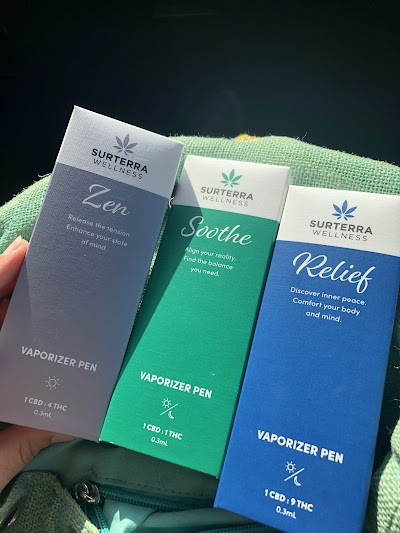 SURTERRA
WELLNESS
Zen
Release the tension.
Enhance your state
of mind.
VAPORIZER PEN
1 CBD : 4 THC
0.3mL
SURTERRA
WELLNESS
Soothe
Align your reality.
Find the balance
you need.
VAPORIZER PEN
1 CBD : 1 THC
0.3mL
SURTERRA
WELLNESS
Relief
Discover inner peace.
Comfort your body
and mind.
VAPORIZER PEN
1 CBD : 9 THC
0.3mL